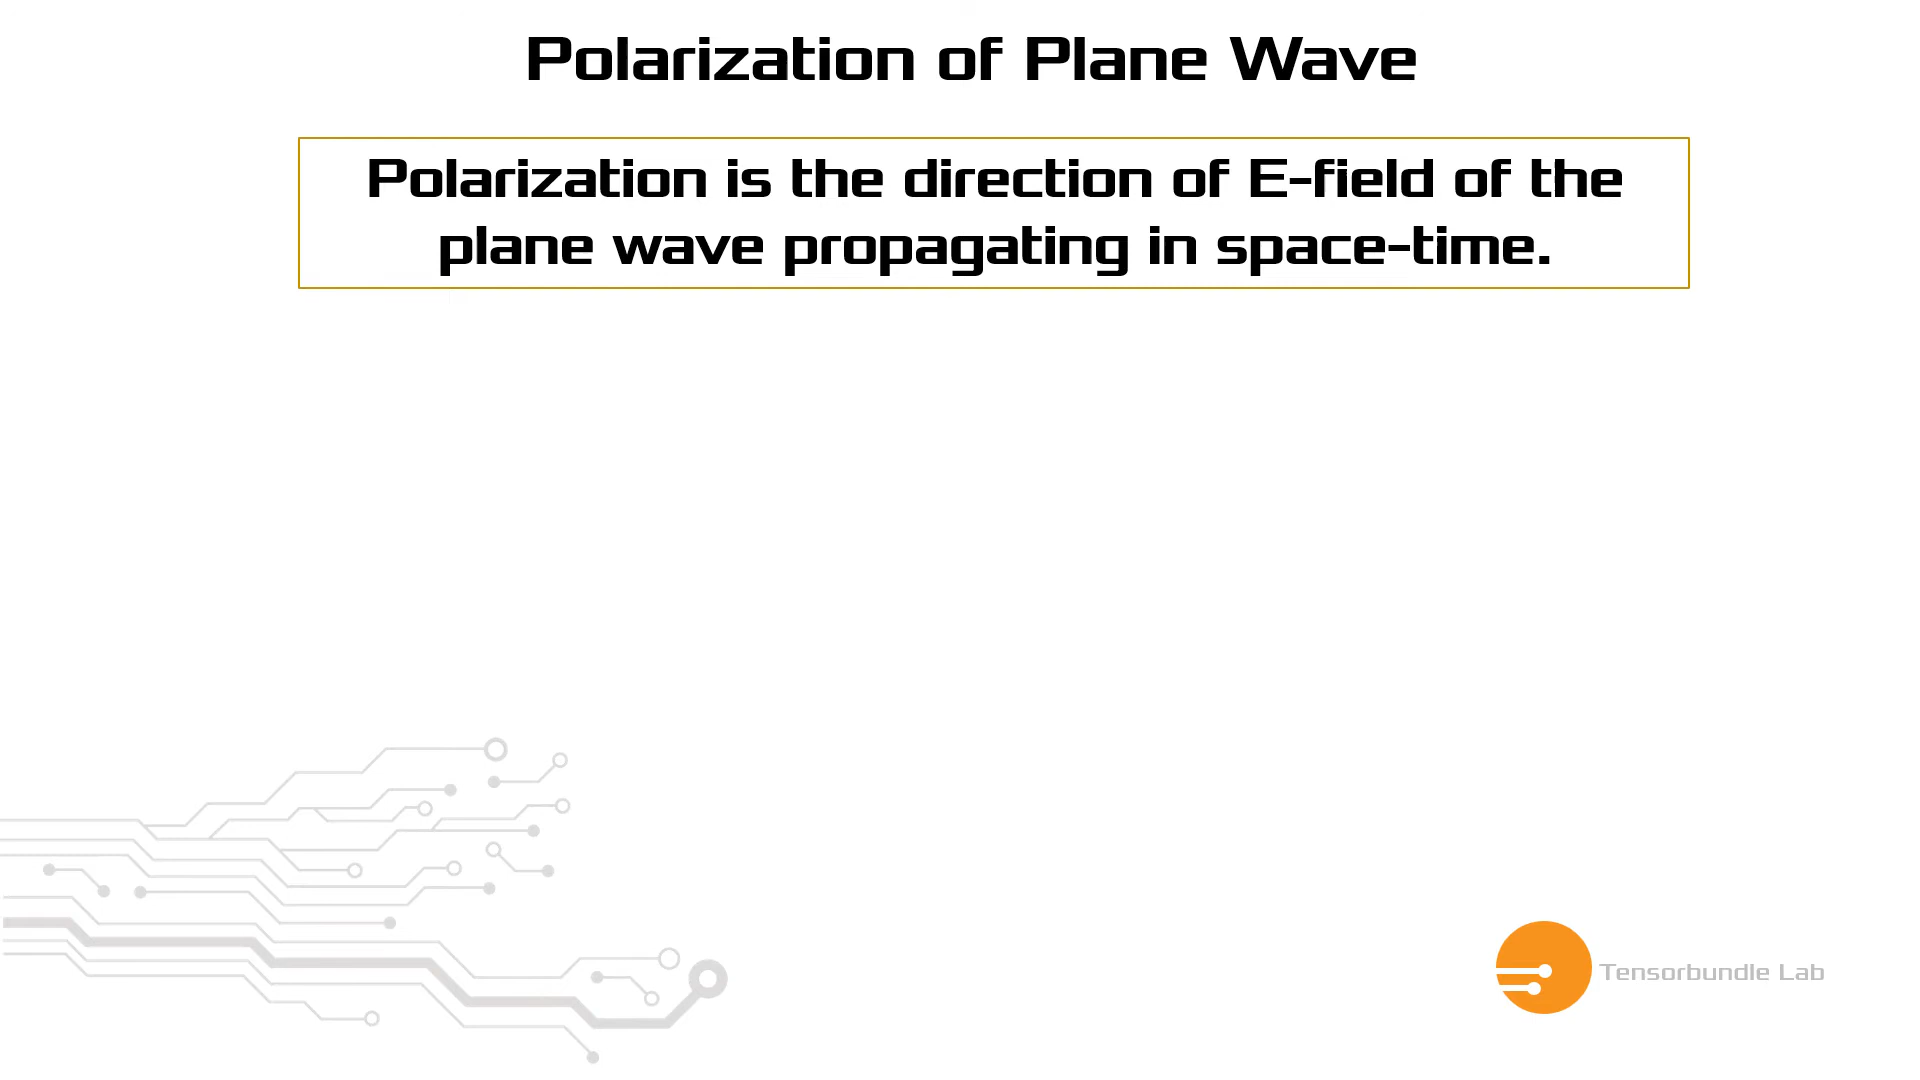 Polarization of Plane Wave
Polarization is the direction of E-field of the
plane wave propagating in space-time.
Tensorbundle Lab